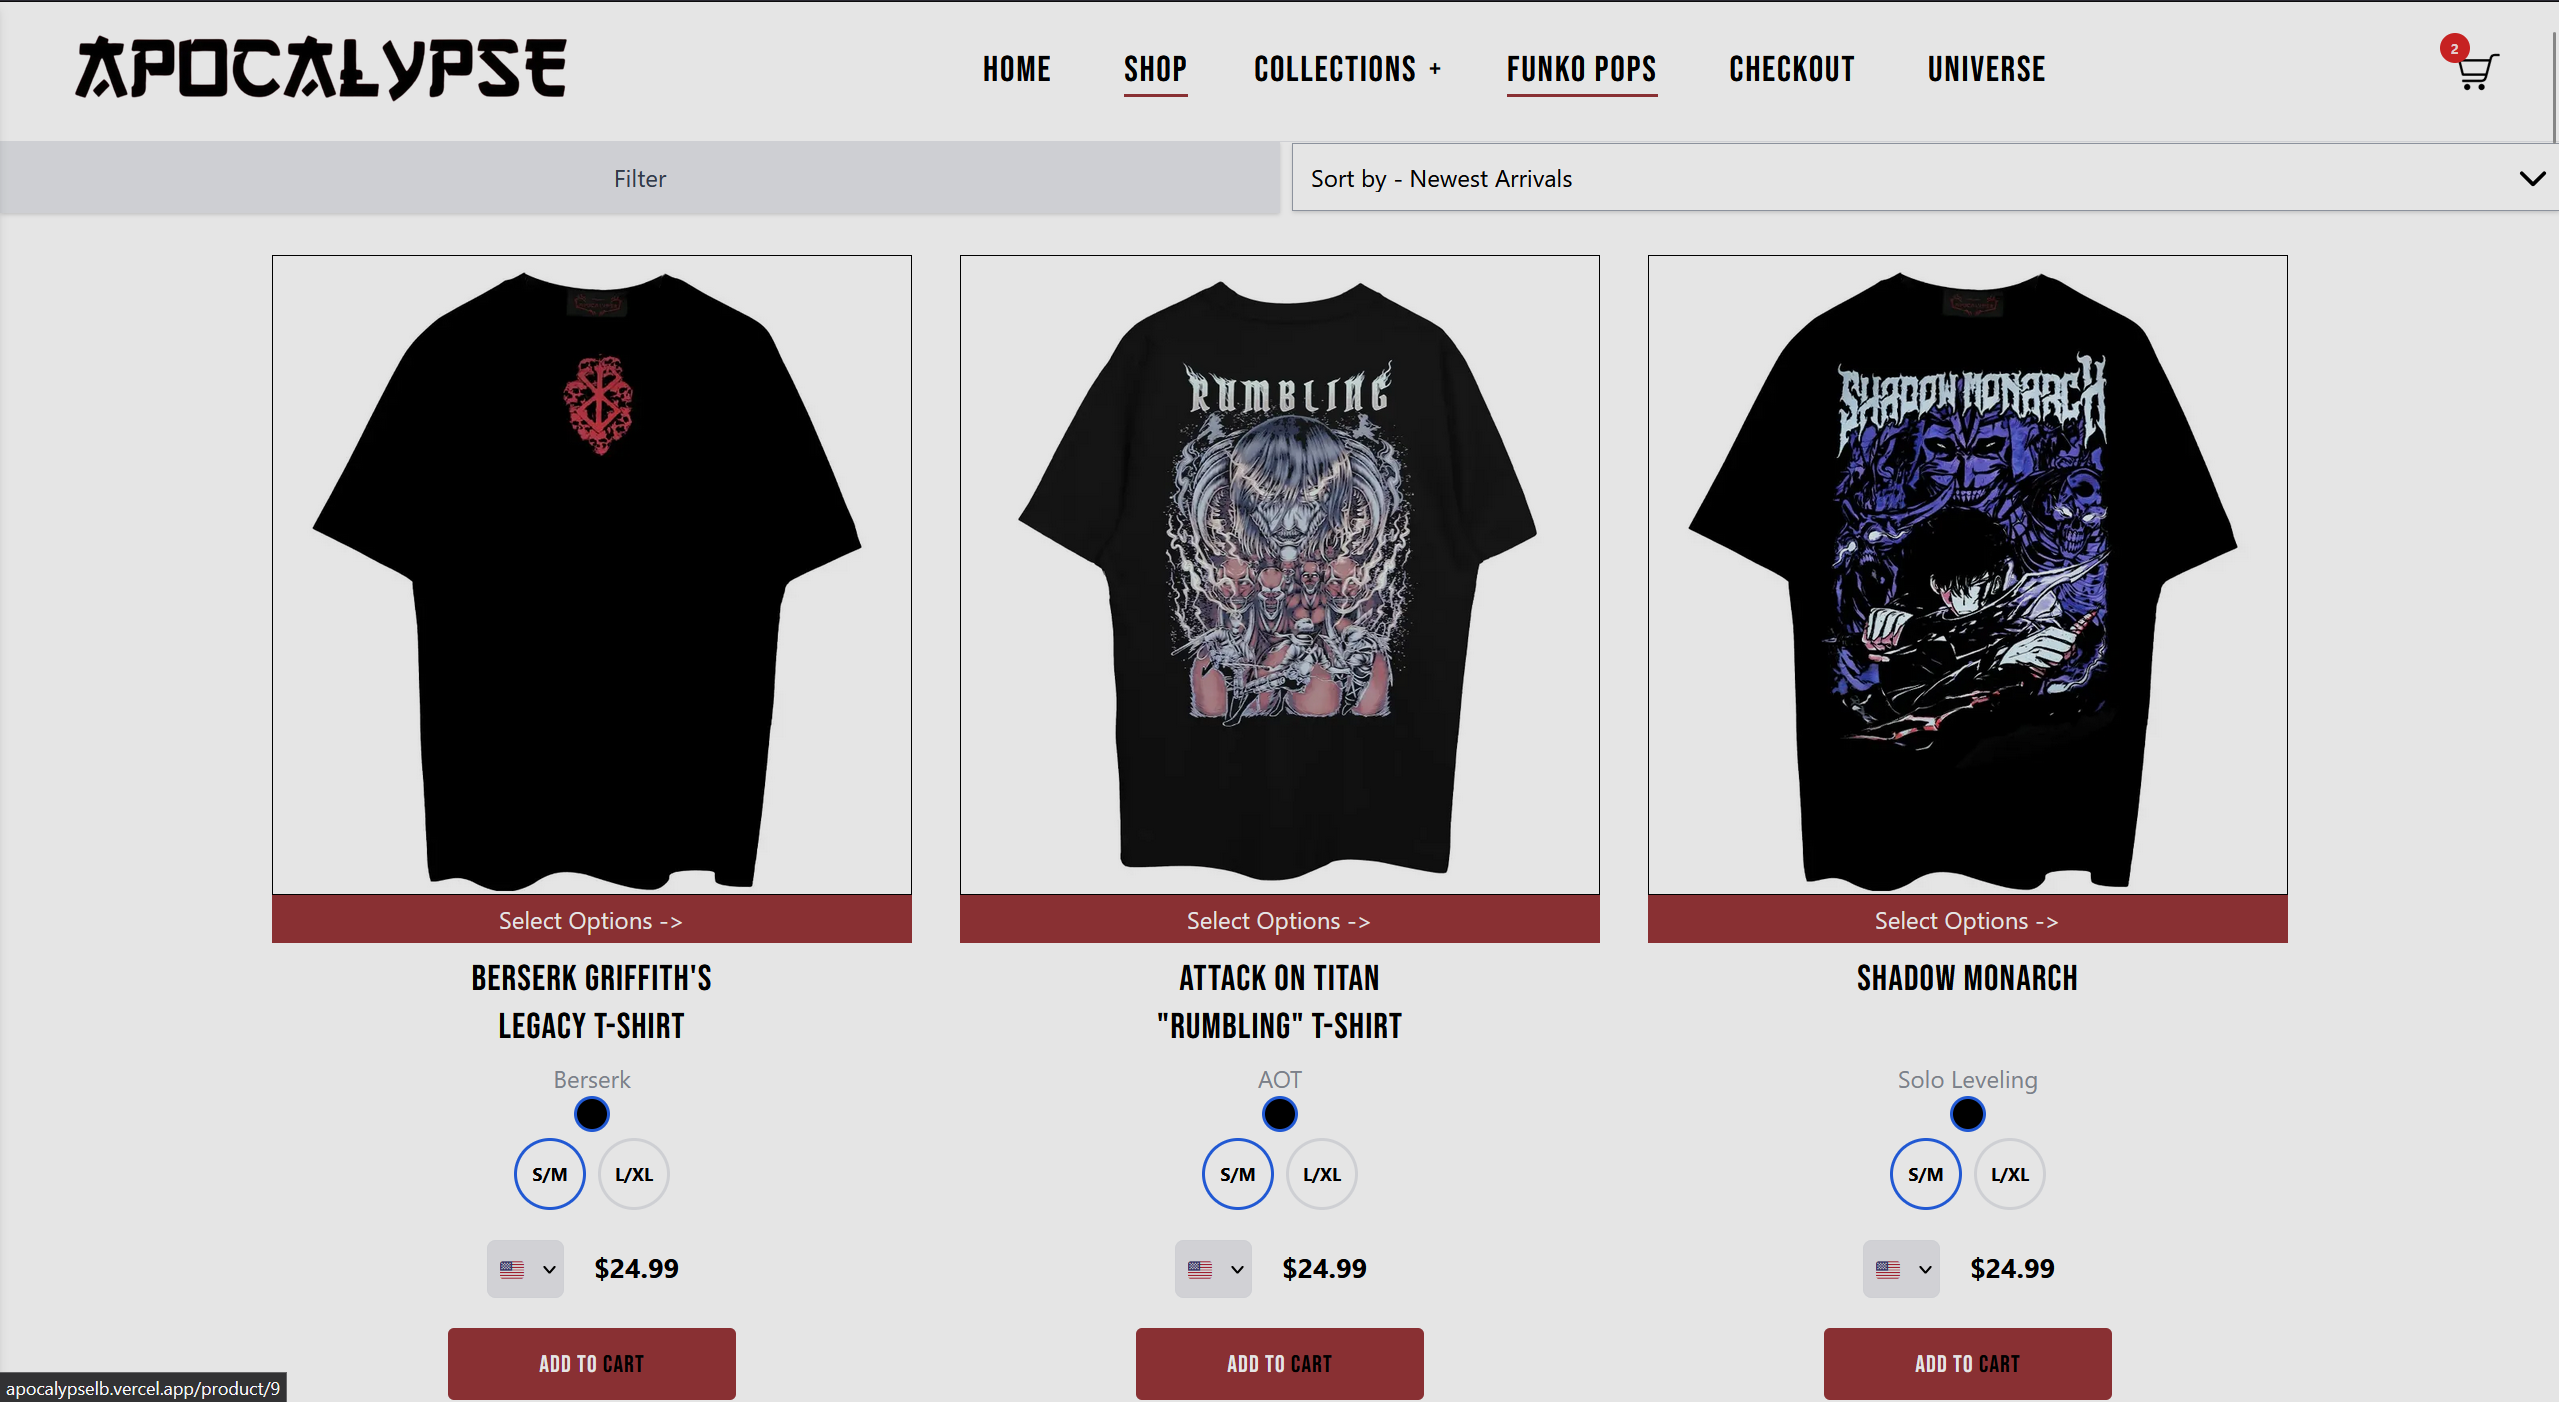 APOCALYPSE
HOME SHOP COLLECTIONS + FUNKO POPS CHECKOUT UNIVERSE
2
Filter
Sort by - Newest Arrivals
RUMBLING
SHADOW MONARCH
Select Options ->
Select Options ->
Select Options ->
BERSERK GRIFFITH'S
LEGACY T-SHIRT
Berserk
S/M L/XL
$24.99
ADD TO CART
ATTACK ON TITAN
"RUMBLING" T-SHIRT
AOT
S/M L/XL
$24.99
ADD TO CART
SHADOW MONARCH
Solo Leveling
S/M L/XL
$24.99
ADD TO CART
apocalypselb.vercel.app/product/9